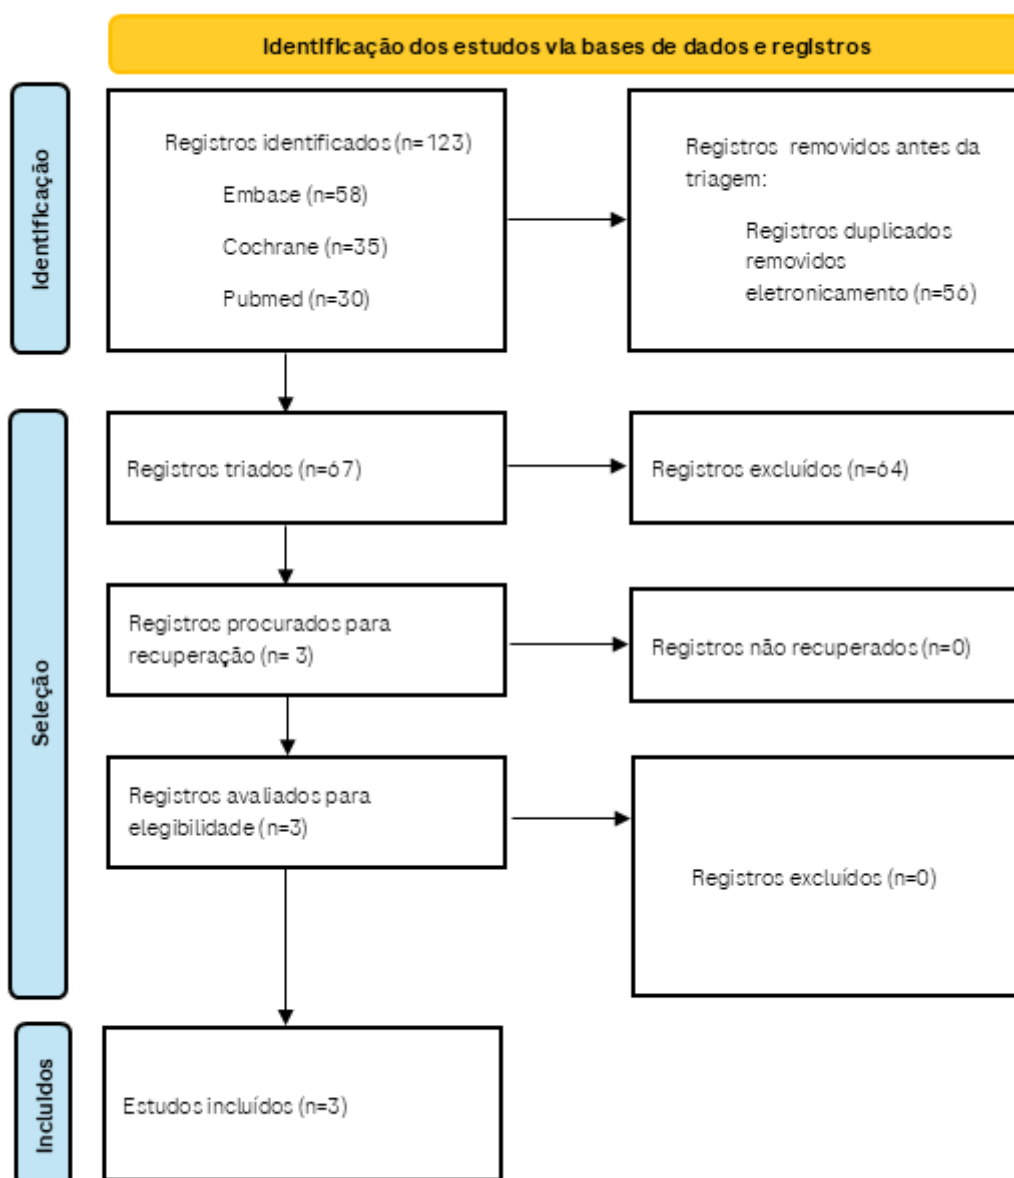 Identificação dos estudos via bases de dados e registros
Identificação
Registros identificados (n= 123)
Embase (n=58)
Cochrane (n=35)
Pubmed (n=30)
Registros removidos antes da
triagem:
Registros duplicados
removidos
eletronicamento (n=56)
Seleção
Registros triados (n=67)
Registros excluídos (n=64)
Registros procurados para
recuperação (n= 3)
Registros não recuperados (n=0)
Registros avaliados para
elegibilidade (n=3)
Registros excluídos (n=0)
Incluídos
Estudos incluídos (n=3)